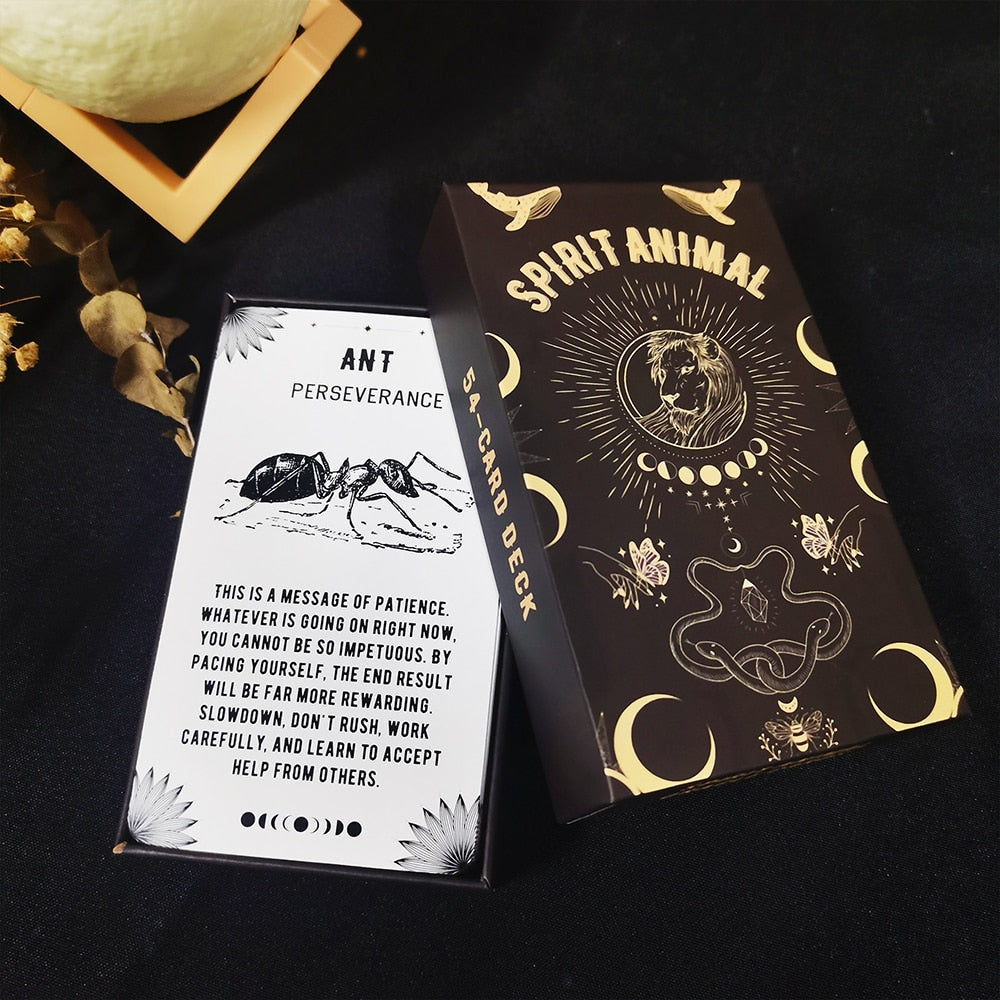 SPIRIT ANIMAL
54-CARD DECK
ANT
PERSEVERANCE
THIS IS A MESSAGE OF PATIENCE.
WHATEVER IS GOING ON RIGHT NOW,
YOU CANNOT BE SO IMPETUOUS. BY
PACING YOURSELF, THE END RESULT
WILL BE FAR MORE REWARDING.
SLOWDOWN, DON'T RUSH, WORK
CAREFULLY, AND LEARN TO ACCEPT
HELP FROM OTHERS.